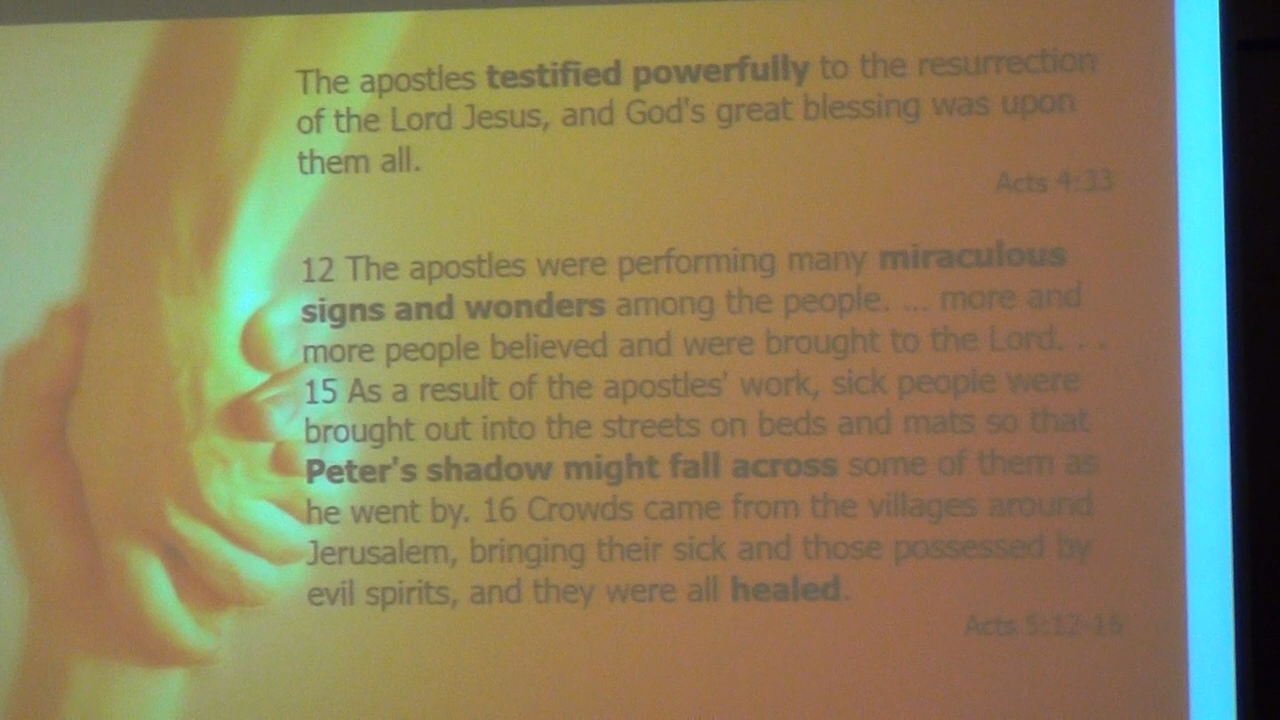 The apostles testified powerfully to the resurrection
of the Lord Jesus, and God's great blessing was upon
them all.
Acts 4:33
12 The apostles were performing many miraculous
signs and wonders among the people. ... more and
more people believed and were brought to the Lord. . .
15 As a result of the apostles' work, sick people were
brought out into the streets on beds and mats so that
Peter's shadow might fall across some of them as
he went by. 16 Crowds came from the villages around
Jerusalem, bringing their sick and those possessed by
evil spirits, and they were all healed.
Acts 5:12-16